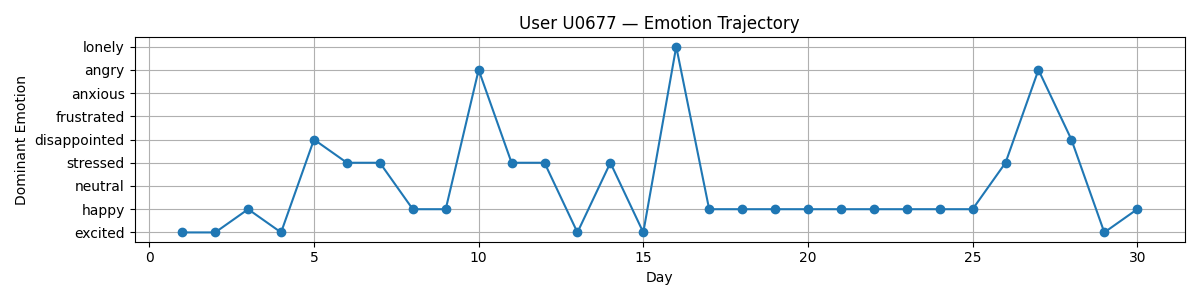 User U0677 — Emotion Trajectory
Dominant Emotion
lonely
angry
anxious
frustrated
disappointed
stressed
neutral
happy
excited
0 5 10 15 20 25 30
Day